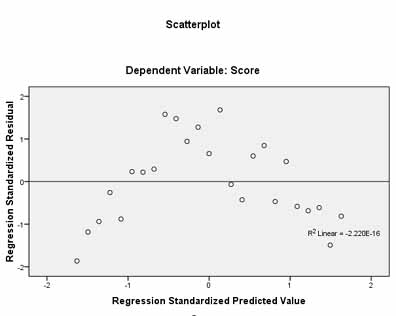 Scatterplot
Dependent Variable: Score
Regression Standardized Residual
2
1
0
-1
-2
R² Linear = -2.220E-16
-2
-1
0
1
2
Regression Standardized Predicted Value